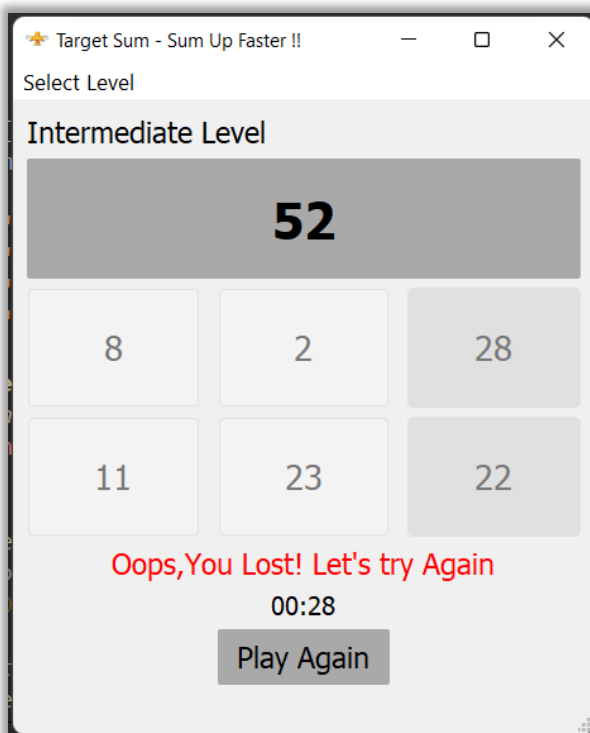 Target Sum - Sum Up Faster !!
Select Level
Intermediate Level
52
8 2 28
11 23 22
Oops,You Lost! Let's try Again
00:28
Play Again